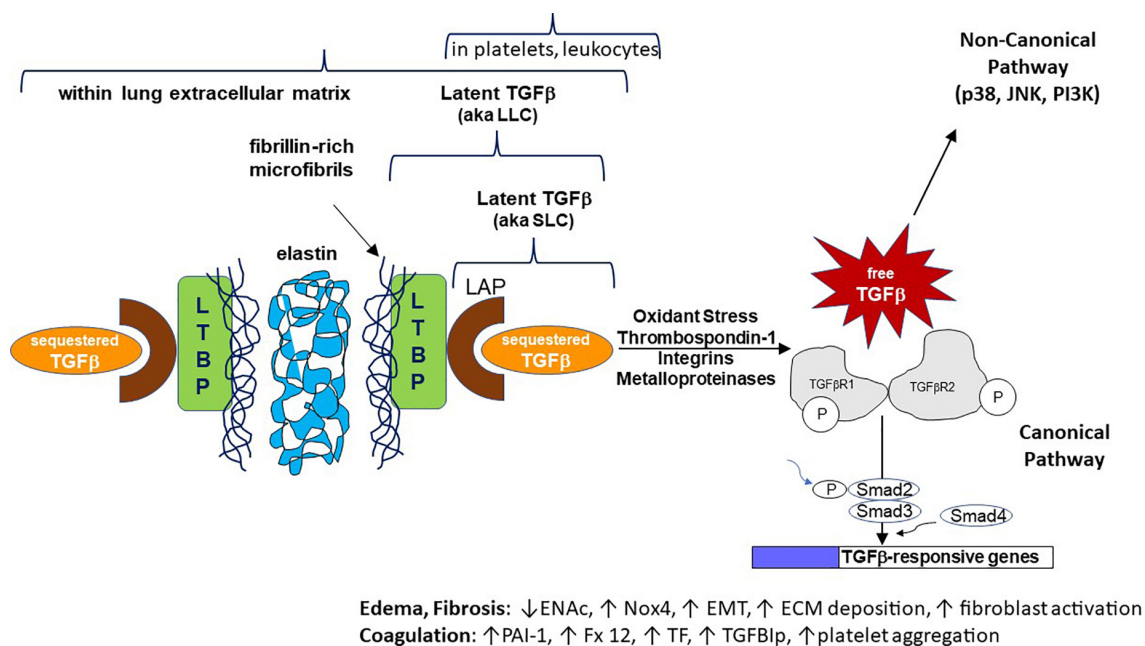 in platelets, leukocytes
within lung extracellular matrix
Latent TGFβ
(aka LLC)
fibrillin-rich
microfibrils
Latent TGFβ
(aka SLC)
elastin
LAP
L
T
B
P
L
T
B
P
sequestered
TGFβ
sequestered
TGFβ
Oxidant Stress
Thrombospondin-1
Integrins
Metalloproteinases
Non-Canonical
Pathway
(p38, JNK, PI3K)
free
TGFβ
TGFβR1
TGFβR2
P
P
Canonical
Pathway
P
Smad2
Smad3
Smad4
TGFβ-responsive genes
Edema, Fibrosis: ↓ENAc, ↑ Nox4, ↑ EMT, ↑ ECM deposition, ↑ fibroblast activation
Coagulation: ↑PAI-1, ↑ Fx 12, ↑ TF, ↑ TGFBIp, ↑platelet aggregation